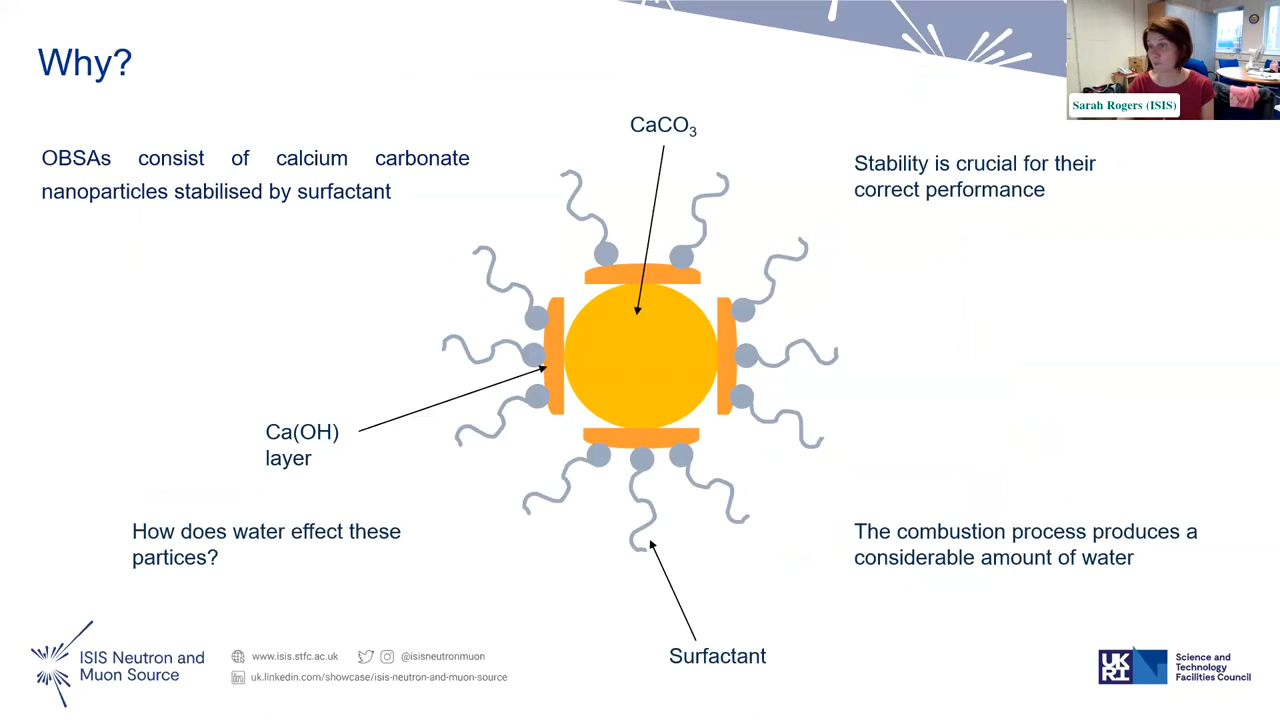 Why?
Sarah Rogers (ISIS)
CaCO₃
OBSAs consist of calcium carbonate
nanoparticles stabilised by surfactant
Stability is crucial for their
correct performance
Ca(OH)
layer
How does water effect these
partices?
The combustion process produces a
considerable amount of water
Surfactant
ISIS Neutron and
Muon Source
www.isis.stfc.ac.uk
@isisneutronmuon
uk.linkedin.com/showcase/isis-neutron-and-muon-source
UKRI
Science and
Technology
Facilities Council